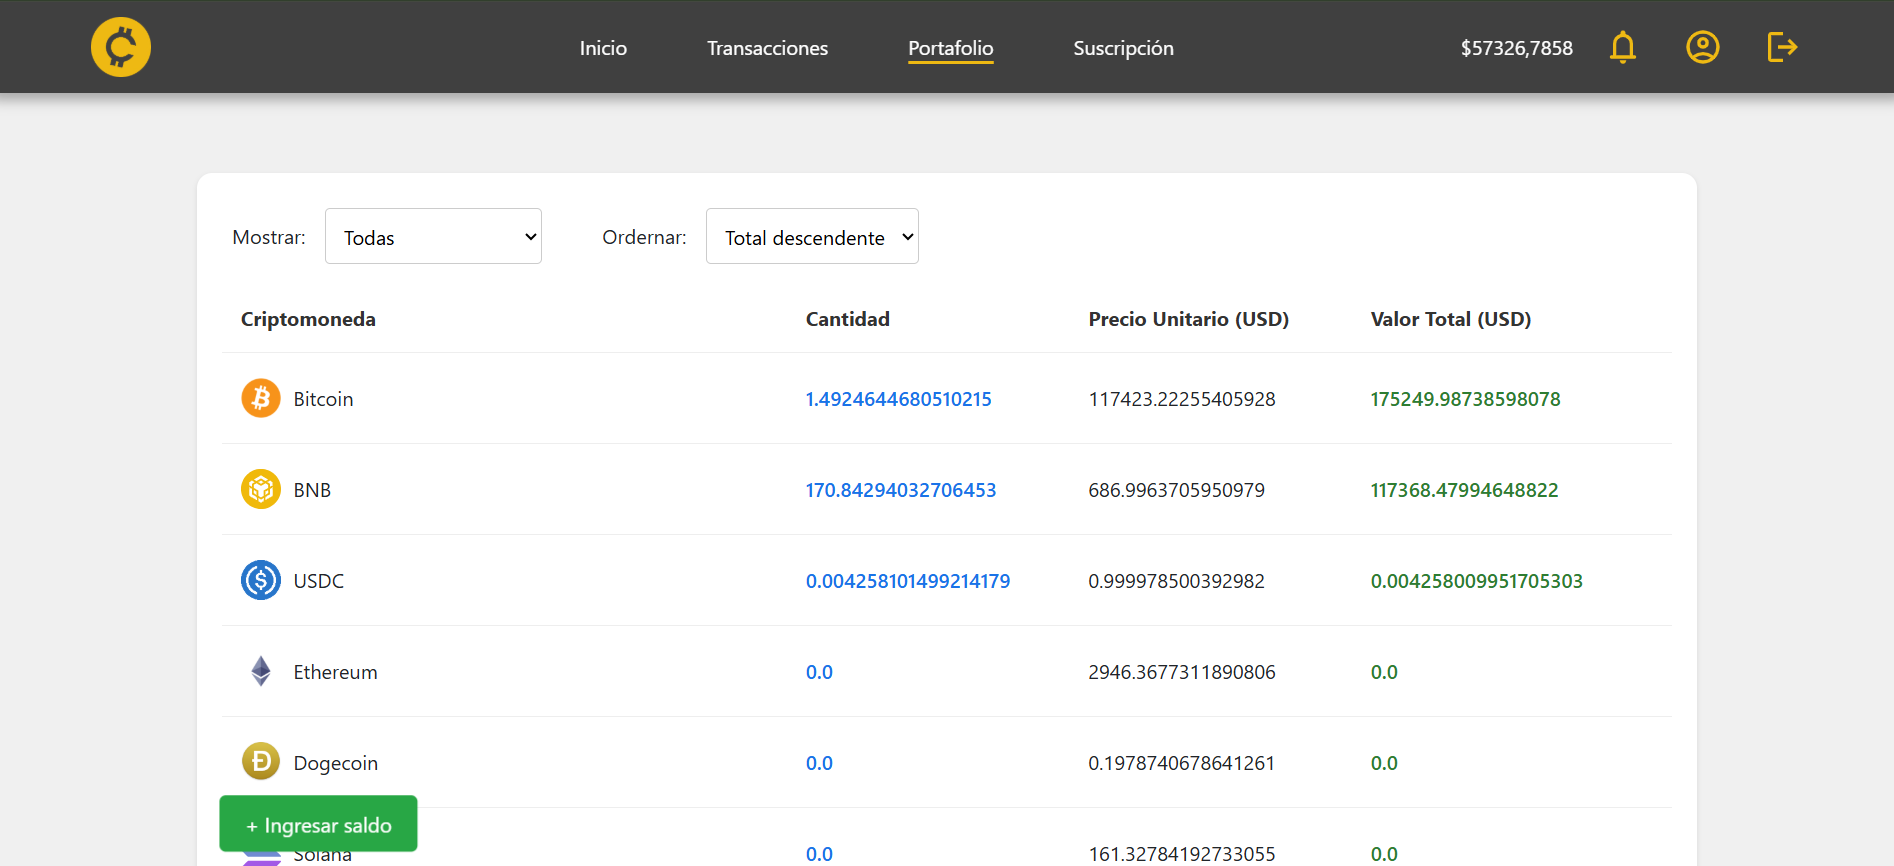 Inicio Transacciones Portafolio Suscripción $57326,7858
Mostrar: Todas Ordernar: Total descendente
Criptomoneda Cantidad Precio Unitario (USD) Valor Total (USD)
Bitcoin 1.4924644680510215 117423.22255405928 175249.98738598078
BNB 170.84294032706453 686.9963705950979 117368.47994648822
USDC 0.004258101499214179 0.999978500392982 0.004258009951705303
Ethereum 0.0 2946.3677311890806 0.0
Dogecoin 0.0 0.1978740678641261 0.0
+ Ingresar saldo
Solana 0.0 161.32784192733055 0.0